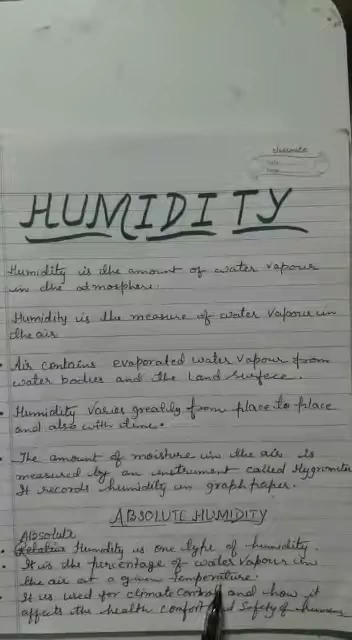 classmate
Date
Page
HUMIDITY
Humidity is the amount of water vapour
in the atmosphere.
Humidity is the measure of water vapour in
the air
• Air contains evaporated water vapour from
water bodies and the land surface.
• Humidity varies greatly from place to place
and also with time.
• The amount of moisture in the air is
measured by an instrument called Hygrometer
It records humidity in graph paper.
ABSOLUTE HUMIDITY
Absolute
• Relative Humidity is one type of humidity.
• It is the percentage of water vapour in
the air at a given temperature.
• It is used for climate control and how it
affects the health comfort and safety of humans